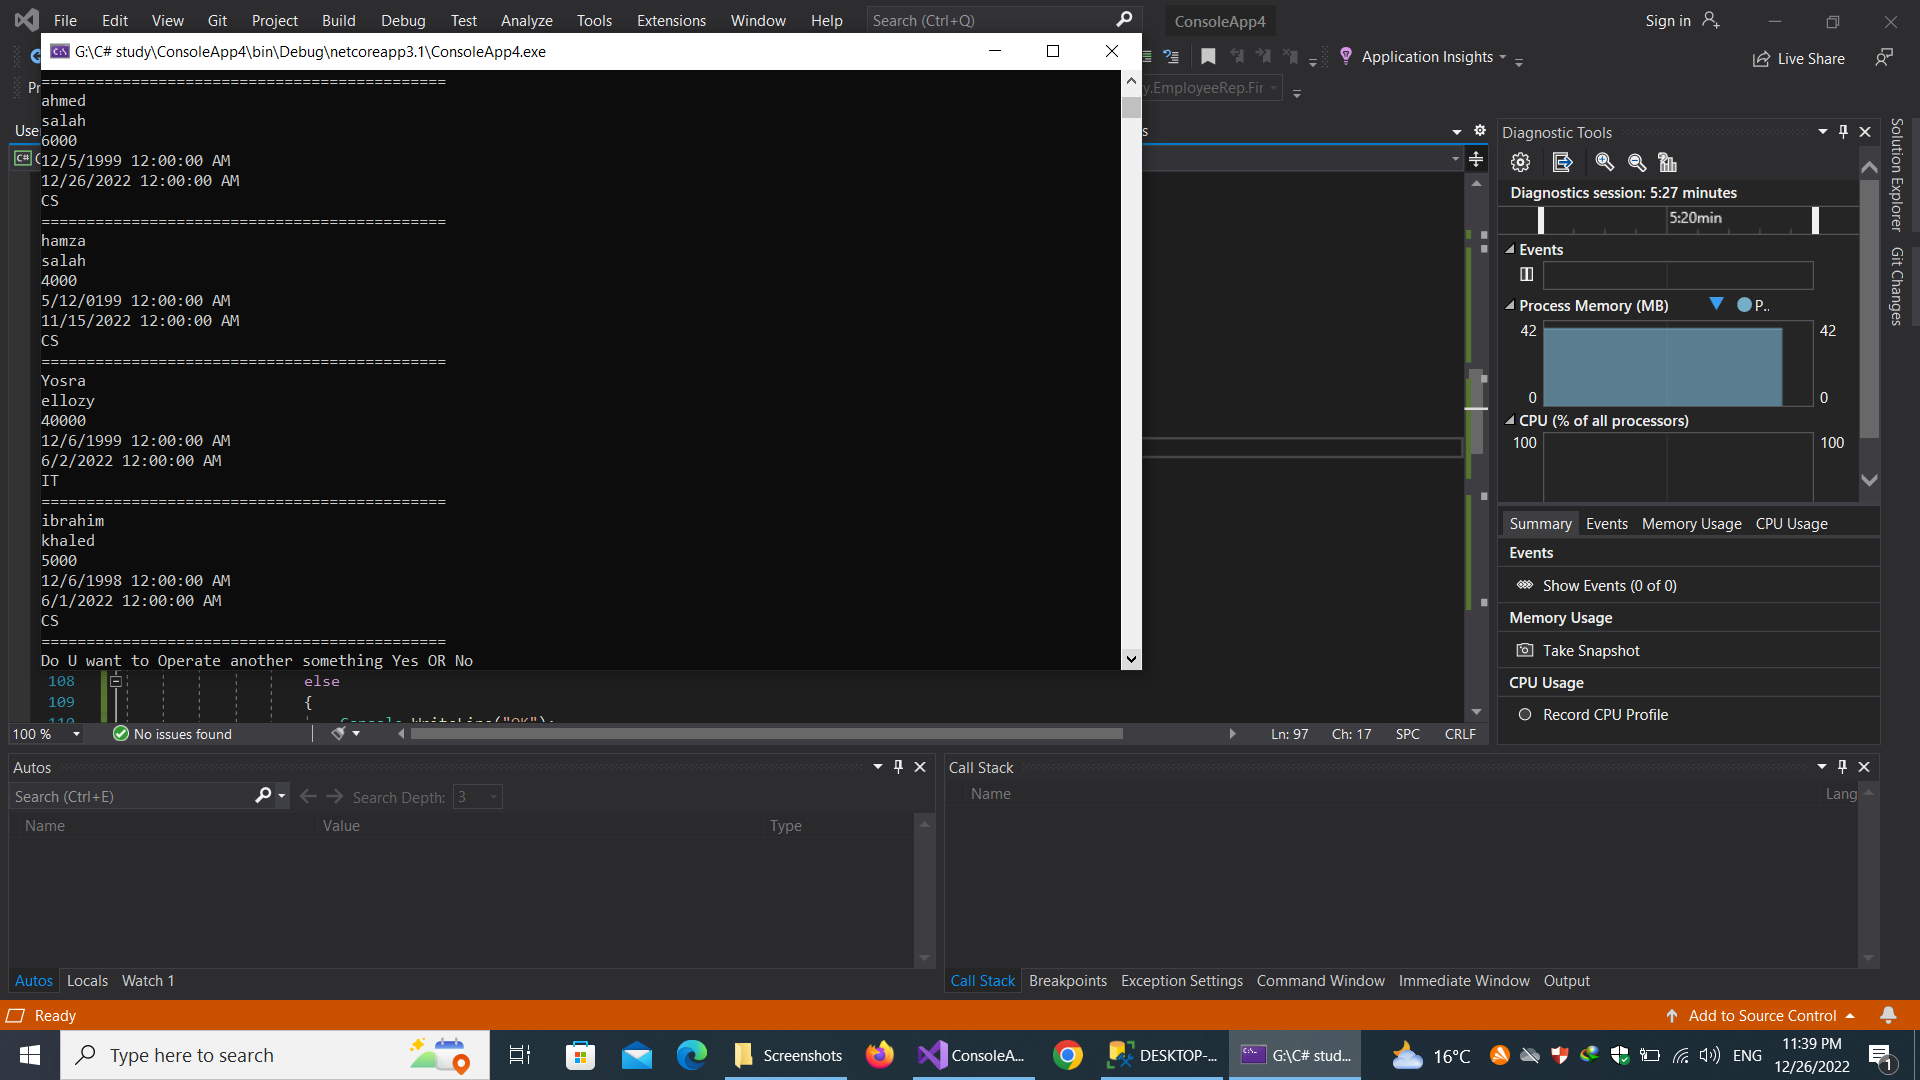 File Edit View Git Project Build Debug Test Analyze Tools Extensions Window Help Search (Ctrl+Q) ConsoleApp4 Sign in
G:\C# study\ConsoleApp4\bin\Debug\netcoreapp3.1\ConsoleApp4.exe
Application Insights Live Share
=============================================
ahmed
salah
6000
12/5/1999 12:00:00 AM
12/26/2022 12:00:00 AM
CS
=============================================
hamza
salah
4000
5/12/0199 12:00:00 AM
11/15/2022 12:00:00 AM
CS
=============================================
Yosra
ellozy
40000
12/6/1999 12:00:00 AM
6/2/2022 12:00:00 AM
IT
=============================================
ibrahim
khaled
5000
12/6/1998 12:00:00 AM
6/1/2022 12:00:00 AM
CS
=============================================
Do U want to Operate another something Yes OR No
Pr
y.EmployeeRep.Fir
Use
s
C#
108 else
109 {
100 % No issues found Ln: 97 Ch: 17 SPC CRLF
Diagnostic Tools
Diagnostics session: 5:27 minutes
5:20min
Events
Process Memory (MB) P..
42 42
0 0
CPU (% of all processors)
100 100
Summary Events Memory Usage CPU Usage
Events
Show Events (0 of 0)
Memory Usage
Take Snapshot
CPU Usage
Record CPU Profile
Solution Explorer
Git Changes
Autos
Search (Ctrl+E) Search Depth: 3
Name Value Type
Autos Locals Watch 1
Call Stack
Name Lang
Call Stack Breakpoints Exception Settings Command Window Immediate Window Output
Ready Add to Source Control
Type here to search Screenshots ConsoleA... DESKTOP-... G:\C# stud... 16°C ENG 11:39 PM
12/26/2022
1